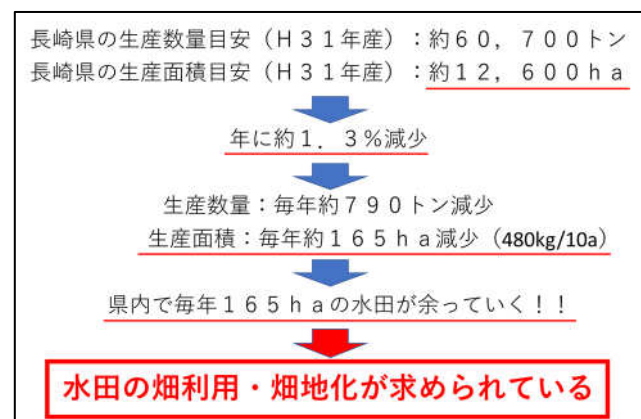 長崎県の生産数量目安（H３１年産）：約６０，７００トン
長崎県の生産面積目安（H３１年産）：約１２，６００ｈａ
年に約１．３％減少
生産数量：毎年約７９０トン減少
生産面積：毎年約１６５ｈａ減少（480kg/10a）
県内で毎年１６５ｈａの水田が余っていく！！
水田の畑利用・畑地化が求められている